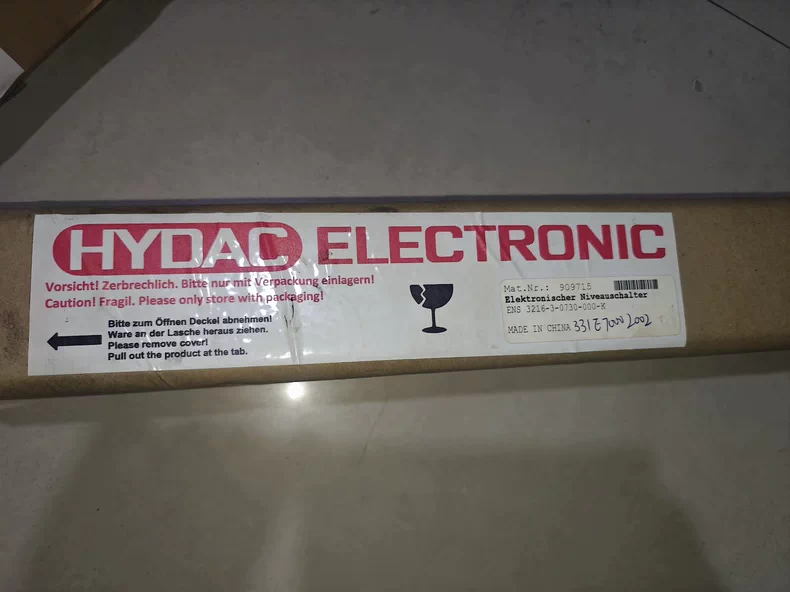 HYDAC ELECTRONIC
Vorsicht! Zerbrechlich. Bitte nur mit Verpackung einlagern!
Caution! Fragil. Please only store with packaging!
Bitte zum Öffnen Deckel abnehmen!
Ware an der Lasche heraus ziehen.
Please remove cover!
Pull out the product at the tab.
Mat.Nr.: 909715
Elektronischer Niveauschalter
ENS 3216-3-0730-000-K
MADE IN CHINA 331E7000 2002